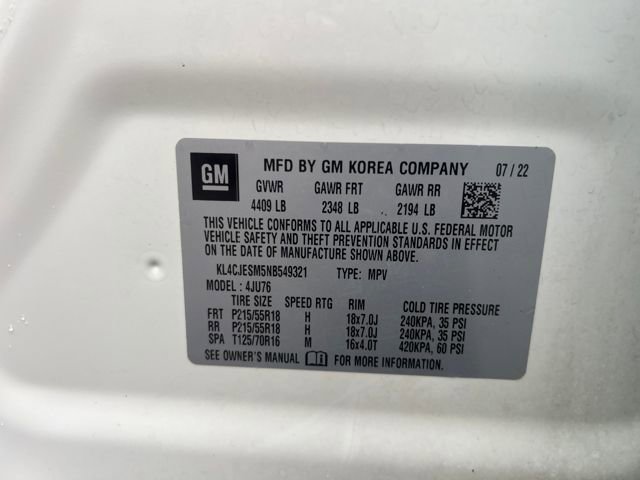 GM MFD BY GM KOREA COMPANY 07 / 22
GVWR GAWR FRT GAWR RR
4409 LB 2348 LB 2194 LB
THIS VEHICLE CONFORMS TO ALL APPLICABLE U.S. FEDERAL MOTOR
VEHICLE SAFETY AND THEFT PREVENTION STANDARDS IN EFFECT
ON THE DATE OF MANUFACTURE SHOWN ABOVE.
KL4CJESM5NB549321 TYPE: MPV
MODEL : 4JU76
TIRE SIZE SPEED RTG RIM COLD TIRE PRESSURE
FRT P215/55R18 H 18x7.0J 240KPA, 35 PSI
RR P215/55R18 H 18x7.0J 240KPA, 35 PSI
SPA T125/70R16 M 16x4.0T 420KPA, 60 PSI
SEE OWNER'S MANUAL FOR MORE INFORMATION.